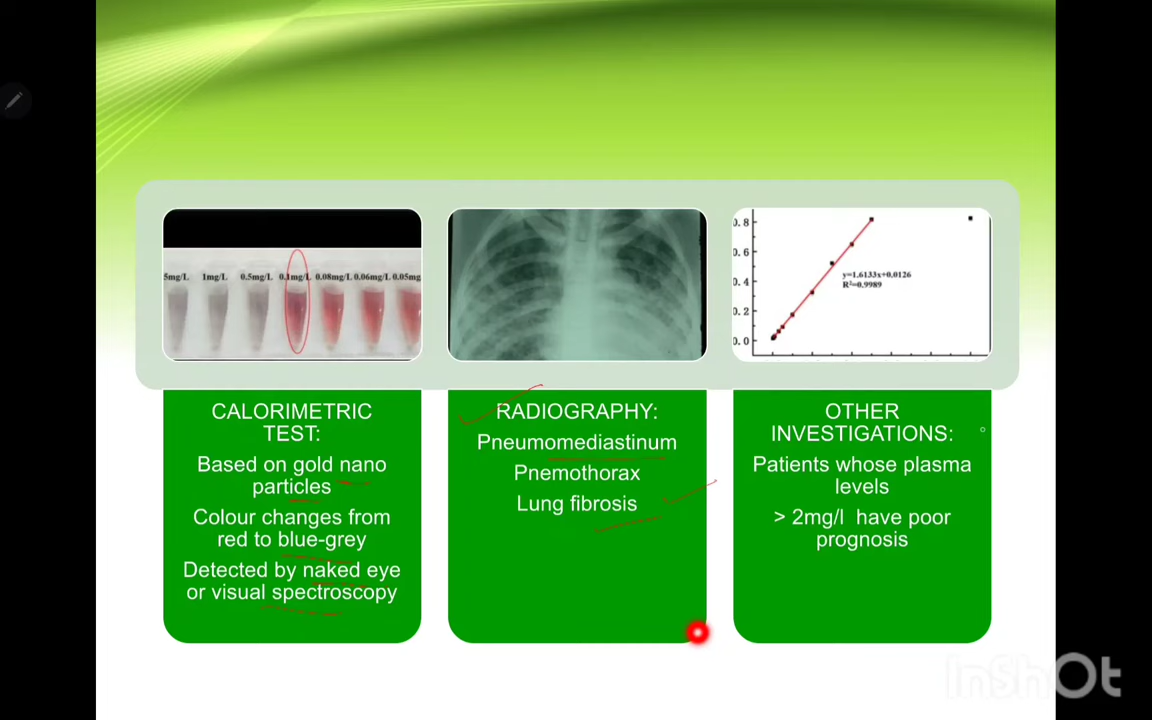 5mg/L 1mg/L 0.5mg/L 0.1mg/L 0.08mg/L 0.06mg/L 0.05mg
0.8
0.6
0.4
0.2
0.0
y=1.6133x+0.0126
R²=0.9989
CALORIMETRIC
TEST:
Based on gold nano
particles
Colour changes from
red to blue-grey
Detected by naked eye
or visual spectroscopy
RADIOGRAPHY:
Pneumomediastinum
Pnemothorax
Lung fibrosis
OTHER
INVESTIGATIONS:
Patients whose plasma
levels
> 2mg/l have poor
prognosis
InShOt